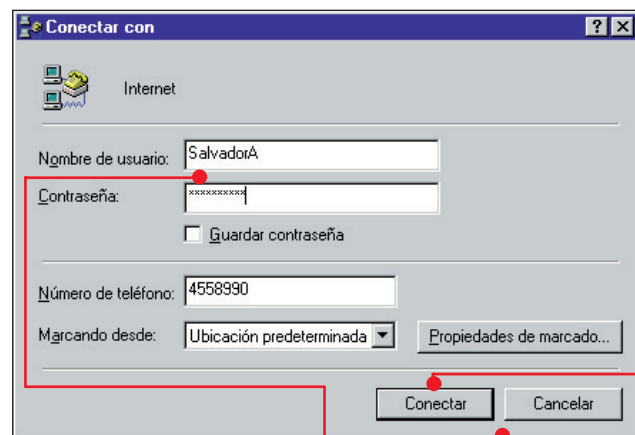 Conectar con
Internet
Nombre de usuario: SalvadorA
Contraseña: **********
Guardar contraseña
Número de teléfono: 4558990
Marcando desde: Ubicación predeterminada Propiedades de marcado...
Conectar Cancelar